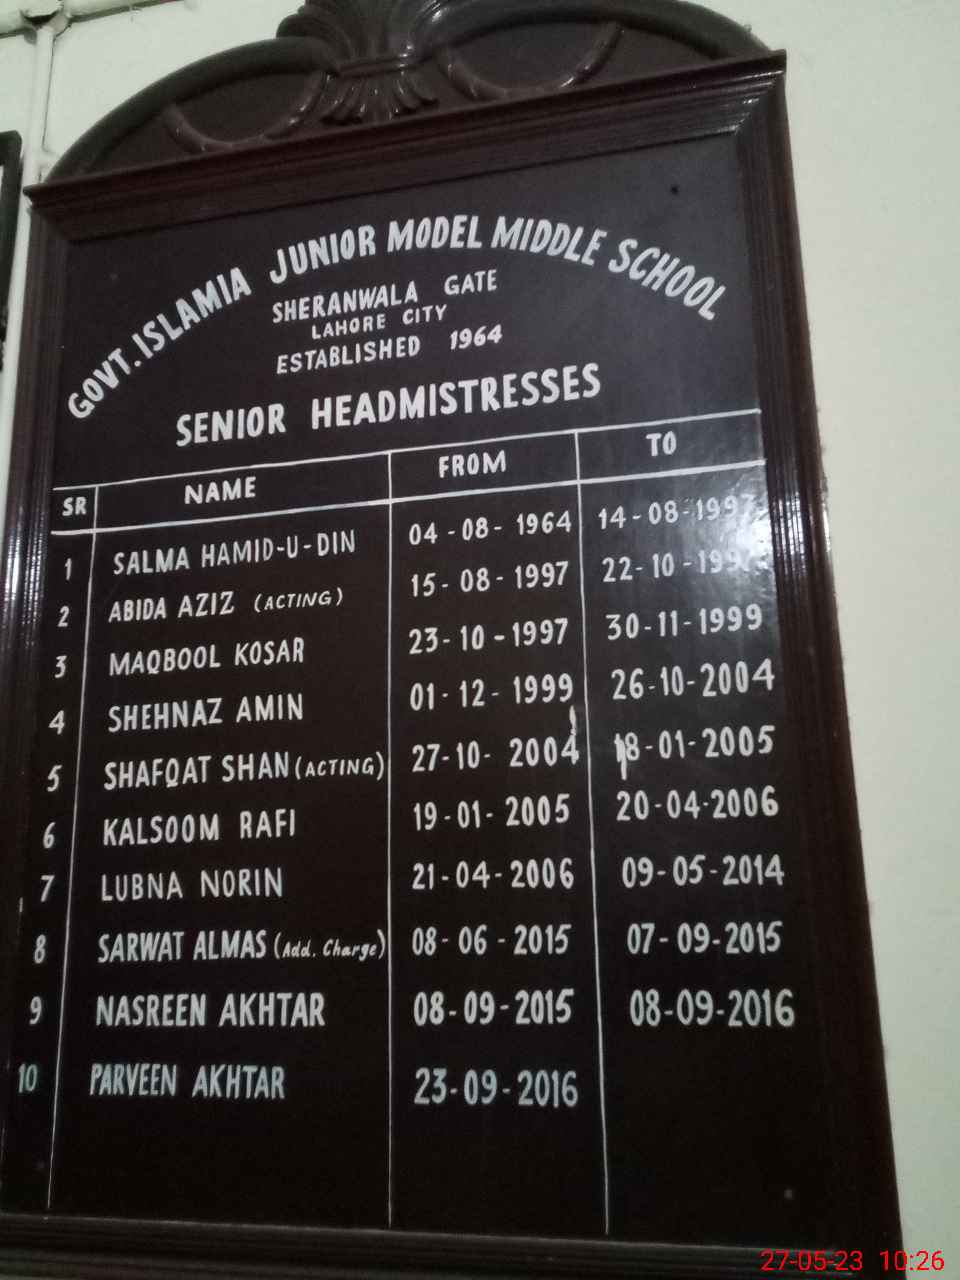 GOVT. ISLAMIA JUNIOR MODEL MIDDLE SCHOOL
SHERANWALA GATE
LAHORE CITY
ESTABLISHED 1964
SENIOR HEADMISTRESSES
SR NAME FROM TO
1 SALMA HAMID-U-DIN 04-08-1964 14-08-1997
2 ABIDA AZIZ (ACTING) 15-08-1997 22-10-1997
3 MAQBOOL KOSAR 23-10-1997 30-11-1999
4 SHEHNAZ AMIN 01-12-1999 26-10-2004
5 SHAFQAT SHAN (ACTING) 27-10-2004 18-01-2005
6 KALSOOM RAFI 19-01-2005 20-04-2006
7 LUBNA NORIN 21-04-2006 09-05-2014
8 SARWAT ALMAS (Add. Charge) 08-06-2015 07-09-2015
9 NASREEN AKHTAR 08-09-2015 08-09-2016
10 PARVEEN AKHTAR 23-09-2016
27-05-23 10:26